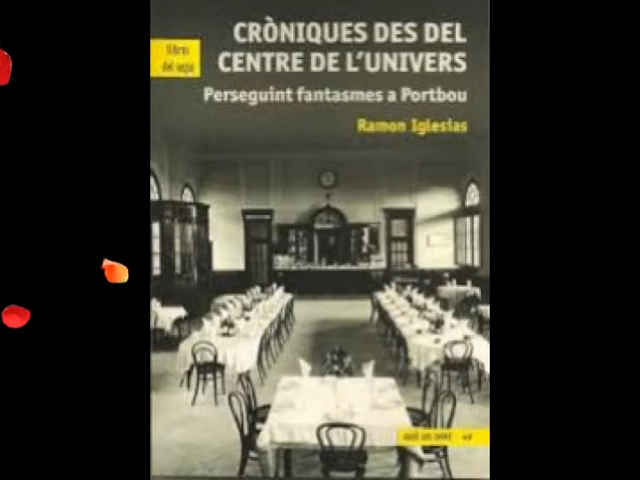 CRÒNIQUES DES DEL
CENTRE DE L'UNIVERS
Perseguint fantasmes a Portbou
Ramon Iglesias
llibres
del segle